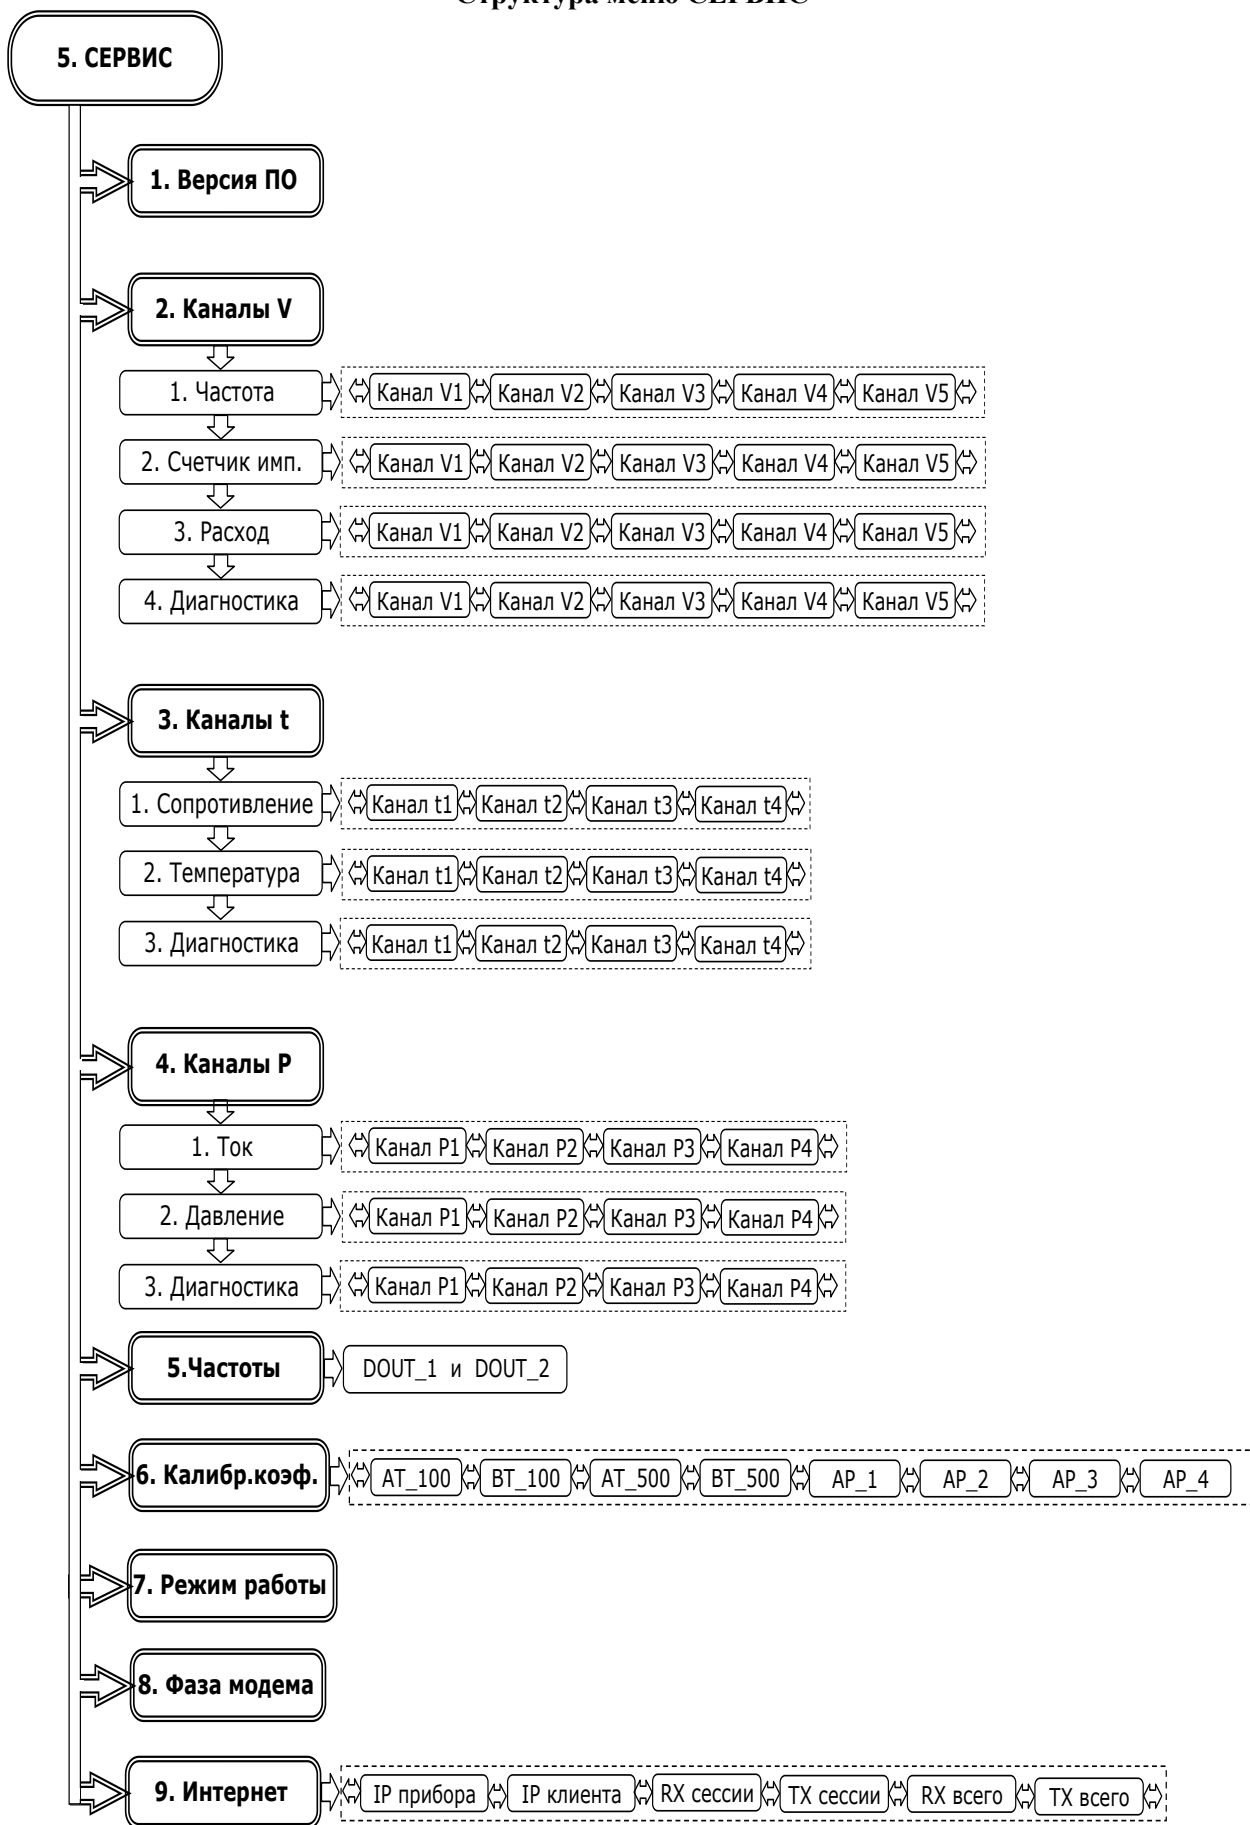 Структура меню СЕРВИС
5. СЕРВИС
1. Версия ПО
2. Каналы V
1. Частота Канал V1 Канал V2 Канал V3 Канал V4 Канал V5
2. Счетчик имп. Канал V1 Канал V2 Канал V3 Канал V4 Канал V5
3. Расход Канал V1 Канал V2 Канал V3 Канал V4 Канал V5
4. Диагностика Канал V1 Канал V2 Канал V3 Канал V4 Канал V5
3. Каналы t
1. Сопротивление Канал t1 Канал t2 Канал t3 Канал t4
2. Температура Канал t1 Канал t2 Канал t3 Канал t4
3. Диагностика Канал t1 Канал t2 Канал t3 Канал t4
4. Каналы Р
1. Ток Канал P1 Канал P2 Канал P3 Канал P4
2. Давление Канал P1 Канал P2 Канал P3 Канал P4
3. Диагностика Канал P1 Канал P2 Канал P3 Канал P4
5.Частоты DOUT_1 и DOUT_2
6. Калибр.коэф. AT_100 BT_100 AT_500 BT_500 AP_1 AP_2 AP_3 AP_4
7. Режим работы
8. Фаза модема
9. Интернет IP прибора IP клиента RX сессии TX сессии RX всего TX всего